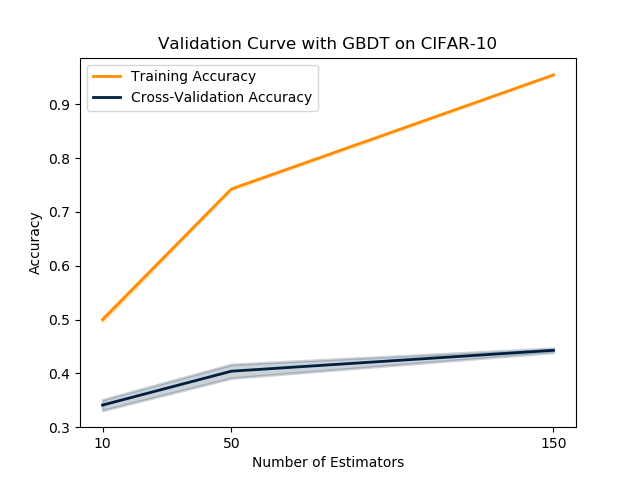 Validation Curve with GBDT on CIFAR-10
Training Accuracy
Cross-Validation Accuracy
Accuracy
0.9
0.8
0.7
0.6
0.5
0.4
0.3
10 50 150
Number of Estimators